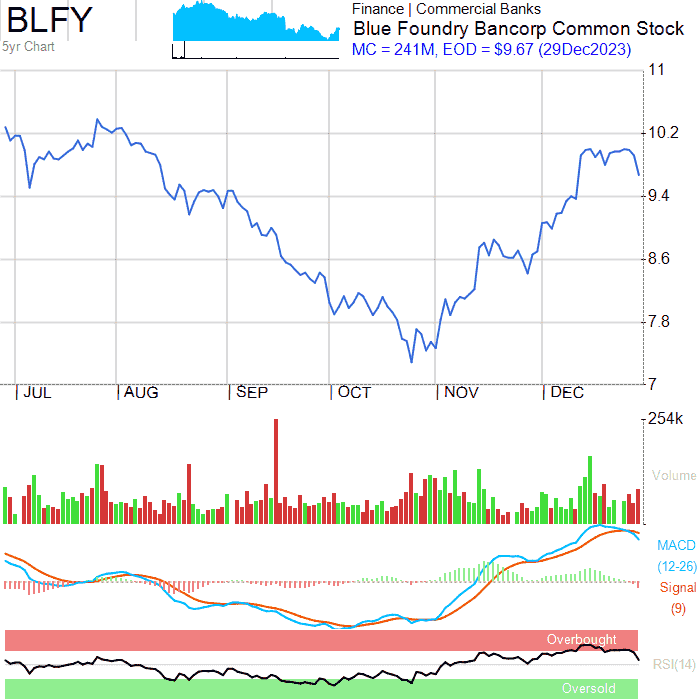 BLFY
5yr Chart
Finance | Commercial Banks
Blue Foundry Bancorp Common Stock
MC = 241M, EOD = $9.67 (29Dec2023)
11
10.2
9.4
8.6
7.8
7
JUL
AUG
SEP
OCT
NOV
DEC
254k
Volume
MACD
(12-26)
Signal
(9)
Overbought
RSI(14)
Oversold